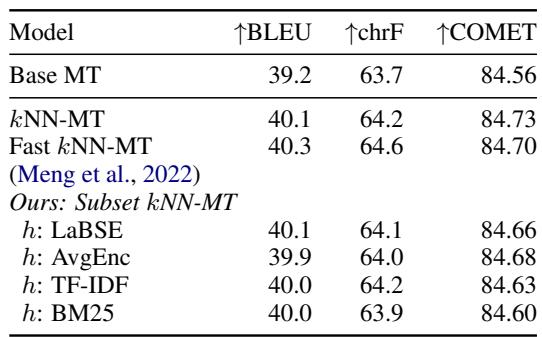 Model ↑BLEU ↑chrF ↑COMET
Base MT 39.2 63.7 84.56
kNN-MT 40.1 64.2 84.73
Fast kNN-MT 40.3 64.6 84.70
(Meng et al., 2022)
Ours: Subset kNN-MT
h: LaBSE 40.1 64.1 84.66
h: AvgEnc 39.9 64.0 84.68
h: TF-IDF 40.0 64.2 84.63
h: BM25 40.0 63.9 84.60